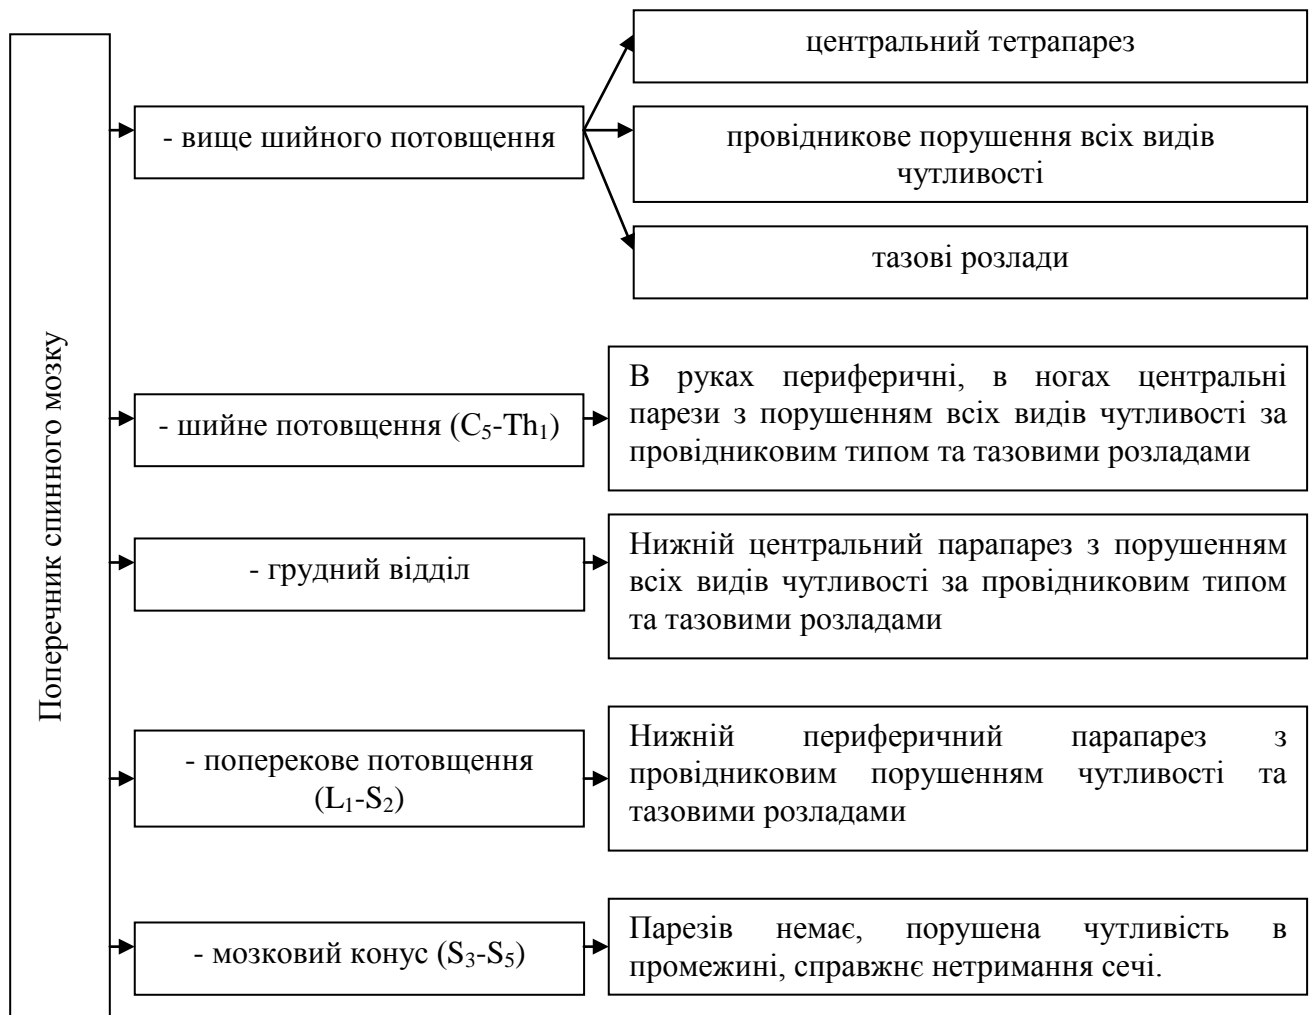 Поперечник спинного мозку
- вище шийного потовщення
центральний тетрапарез
провідникове порушення всіх видів
чутливості
тазові розлади
- шийне потовщення (C₅-Th₁)
В руках периферичні, в ногах центральні
парези з порушенням всіх видів чутливості за
провідниковим типом та тазовими розладами
- грудний відділ
Нижній центральний парапарез з порушенням
всіх видів чутливості за провідниковим типом
та тазовими розладами
- поперекове потовщення
(L₁-S₂)
Нижній периферичний парапарез з
провідниковим порушенням чутливості та
тазовими розладами
- мозковий конус (S₃-S₅)
Парезів немає, порушена чутливість в
промежині, справжнє нетримання сечі.